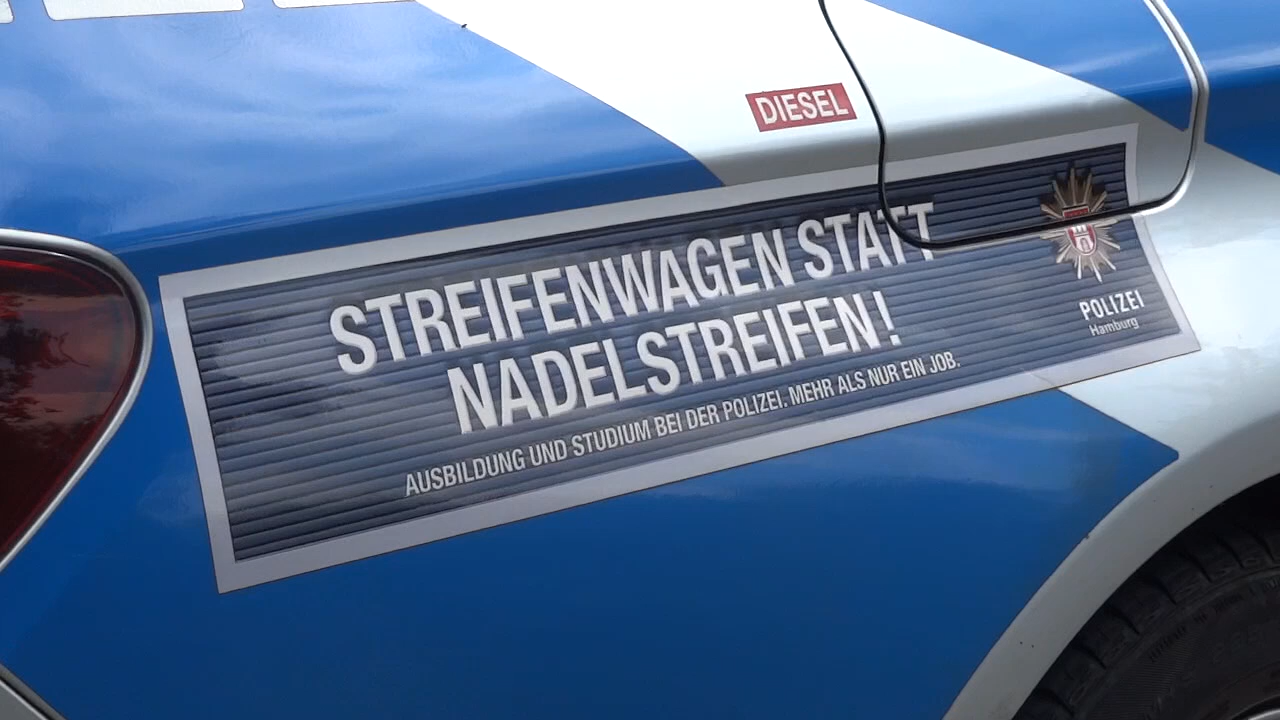 DIESEL
STREIFENWAGEN STATT
NADELSTREIFEN!
AUSBILDUNG UND STUDIUM BEI DER POLIZEI. MEHR ALS NUR EIN JOB.
POLIZEI
Hamburg